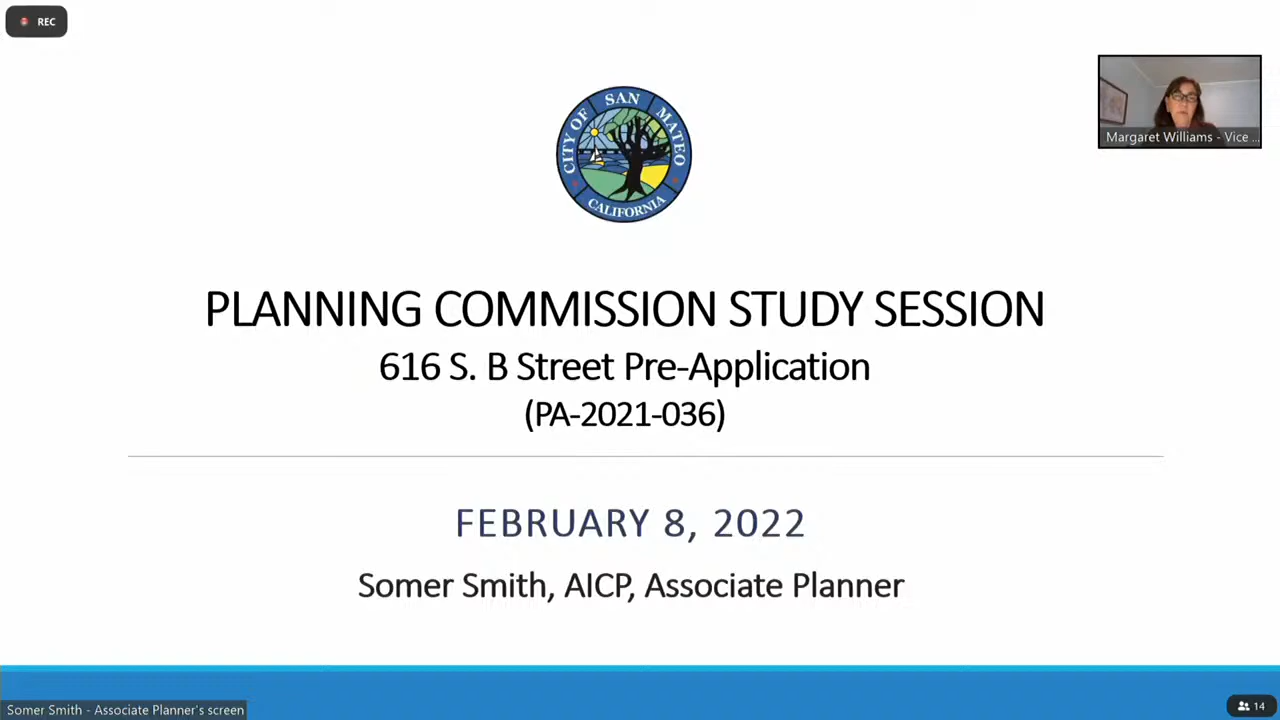 REC
CITY OF SAN MATEO
CALIFORNIA
Margaret Williams - Vice ...
PLANNING COMMISSION STUDY SESSION
616 S. B Street Pre-Application
(PA-2021-036)
FEBRUARY 8, 2022
Somer Smith, AICP, Associate Planner
Somer Smith - Associate Planner's screen
14